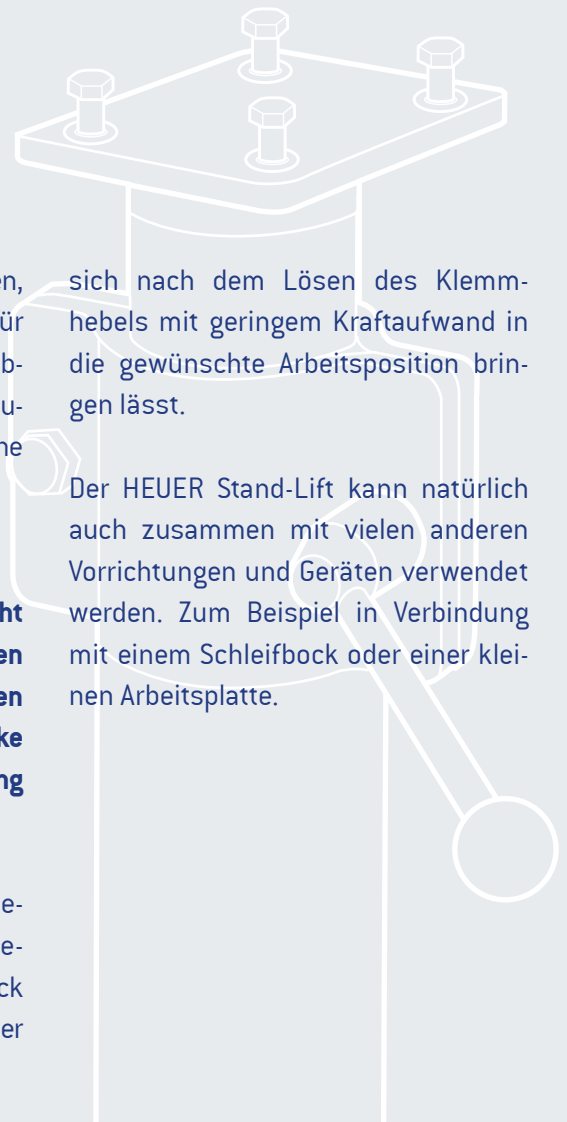 sich nach dem Lösen des Klemm-
hebels mit geringem Kraftaufwand in
die gewünschte Arbeitsposition brin-
gen lässt.
Der HEUER Stand-Lift kann natürlich
auch zusammen mit vielen anderen
Vorrichtungen und Geräten verwendet
werden. Zum Beispiel in Verbindung
mit einem Schleifbock oder einer klei-
nen Arbeitsplatte.